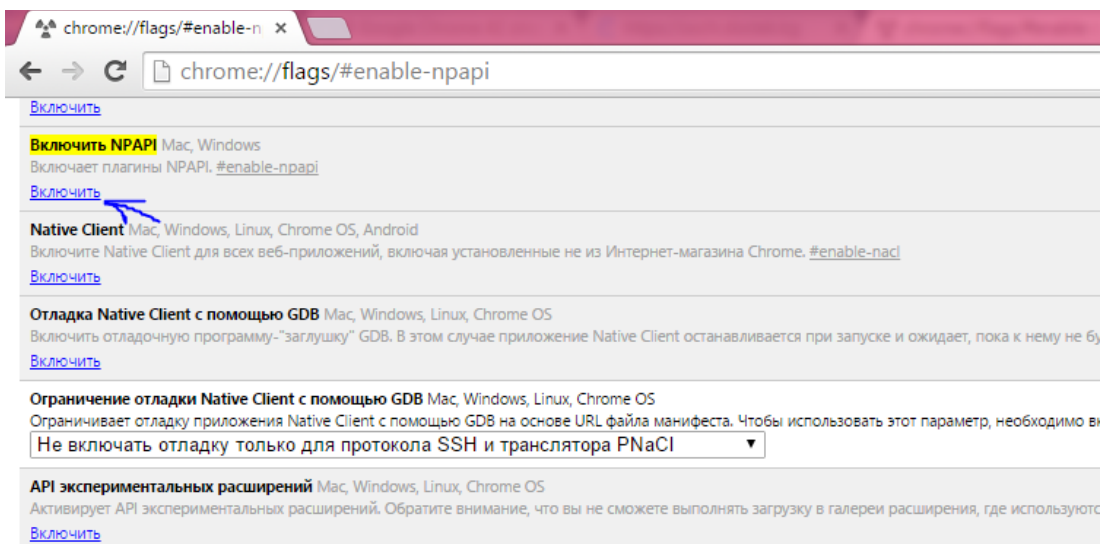 chrome://flags/#enable-n
chrome://flags/#enable-npapi
Включить
Включить NPAPI Mac, Windows
Включает плагины NPAPI. #enable-npapi
Включить
Native Client Mac, Windows, Linux, Chrome OS, Android
Включите Native Client для всех веб-приложений, включая установленные не из Интернет-магазина Chrome. #enable-nacl
Включить
Отладка Native Client с помощью GDB Mac, Windows, Linux, Chrome OS
Включить отладочную программу-"заглушку" GDB. В этом случае приложение Native Client останавливается при запуске и ожидает, пока к нему не бу
Включить
Ограничение отладки Native Client с помощью GDB Mac, Windows, Linux, Chrome OS
Ограничивает отладку приложения Native Client с помощью GDB на основе URL файла манифеста. Чтобы использовать этот параметр, необходимо вк
Не включать отладку только для протокола SSH и транслятора PNaCl
API экспериментальных расширений Mac, Windows, Linux, Chrome OS
Активирует API экспериментальных расширений. Обратите внимание, что вы не сможете выполнять загрузку в галереи расширения, где используютс
Включить